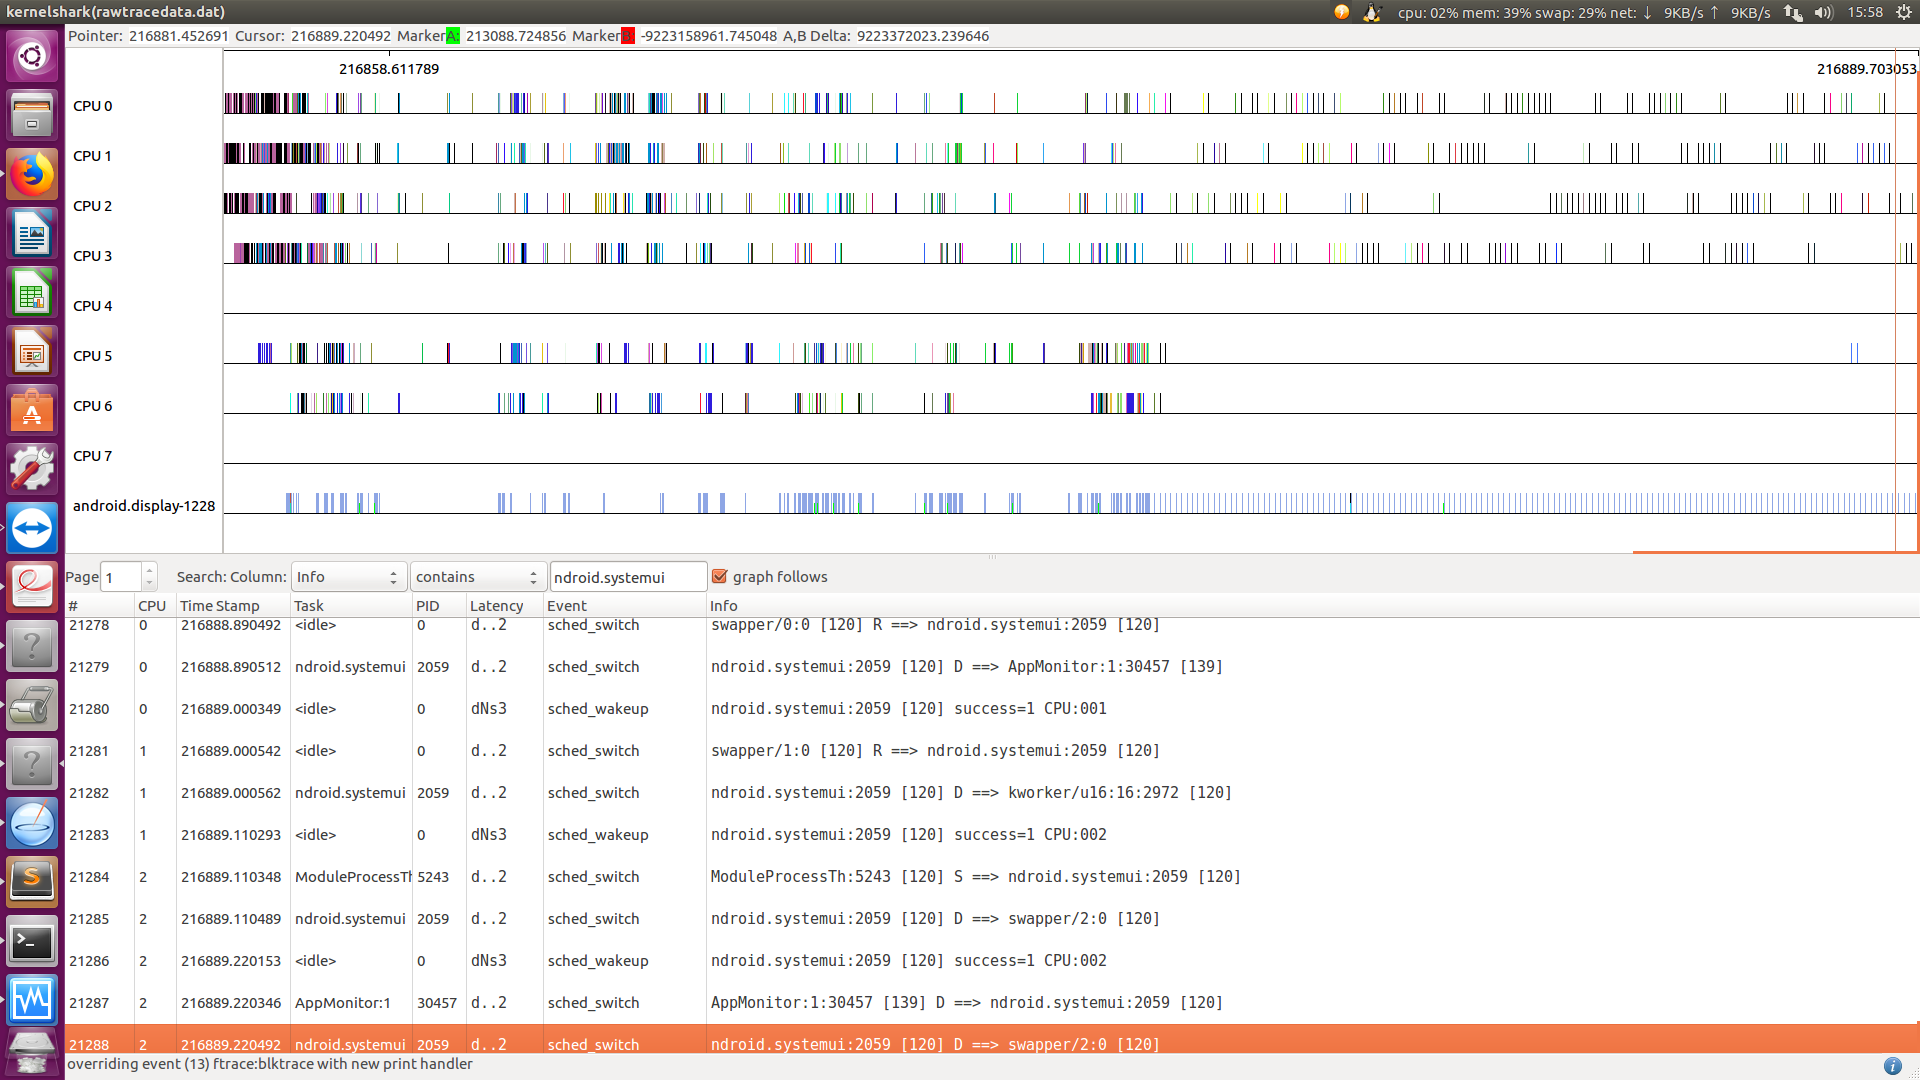 kernelshark(rawtracedata.dat)
cpu: 02% mem: 39% swap: 29% net: ↓ 9KB/s ↑ 9KB/s 15:58
Pointer: 216881.452691 Cursor: 216889.220492 Marker A: 213088.724856 Marker B: -9223158961.745048 A,B Delta: 9223372023.239646
216858.611789 216889.703053
CPU 0
CPU 1
CPU 2
CPU 3
CPU 4
CPU 5
CPU 6
CPU 7
android.display-1228
Page 1 Search: Column: Info contains ndroid.systemui graph follows
# CPU Time Stamp Task PID Latency Event Info
21278 0 216888.890492 <idle> 0 d..2 sched_switch swapper/0:0 [120] R ==> ndroid.systemui:2059 [120]
21279 0 216888.890512 ndroid.systemui 2059 d..2 sched_switch ndroid.systemui:2059 [120] D ==> AppMonitor:1:30457 [139]
21280 0 216889.000349 <idle> 0 dNs3 sched_wakeup ndroid.systemui:2059 [120] success=1 CPU:001
21281 1 216889.000542 <idle> 0 d..2 sched_switch swapper/1:0 [120] R ==> ndroid.systemui:2059 [120]
21282 1 216889.000562 ndroid.systemui 2059 d..2 sched_switch ndroid.systemui:2059 [120] D ==> kworker/u16:16:2972 [120]
21283 1 216889.110293 <idle> 0 dNs3 sched_wakeup ndroid.systemui:2059 [120] success=1 CPU:002
21284 2 216889.110348 ModuleProcessTh 5243 d..2 sched_switch ModuleProcessTh:5243 [120] S ==> ndroid.systemui:2059 [120]
21285 2 216889.110489 ndroid.systemui 2059 d..2 sched_switch ndroid.systemui:2059 [120] D ==> swapper/2:0 [120]
21286 2 216889.220153 <idle> 0 dNs3 sched_wakeup ndroid.systemui:2059 [120] success=1 CPU:002
21287 2 216889.220346 AppMonitor:1 30457 d..2 sched_switch AppMonitor:1:30457 [139] D ==> ndroid.systemui:2059 [120]
21288 2 216889.220492 ndroid.systemui 2059 d..2 sched_switch ndroid.systemui:2059 [120] D ==> swapper/2:0 [120]
overriding event (13) ftrace:blktrace with new print handler